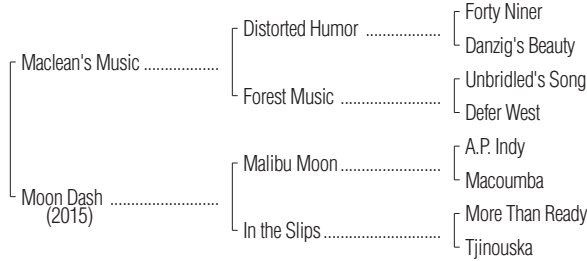 Forty Niner
Distorted Humor ..................
Danzig's Beauty
Maclean's Music .............
Unbridled's Song
Forest Music ......................
Defer West
A.P. Indy
Malibu Moon ......................
Macoumba
Moon Dash ...................
(2015)
More Than Ready
In the Slips ..........................
Tjinouska